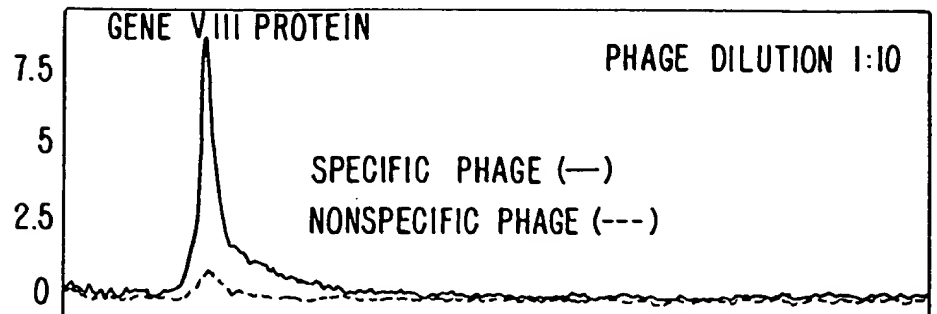 GENE VIII PROTEIN
7.5
PHAGE DILUTION 1:10
5
SPECIFIC PHAGE (—)
2.5
NONSPECIFIC PHAGE (---)
0